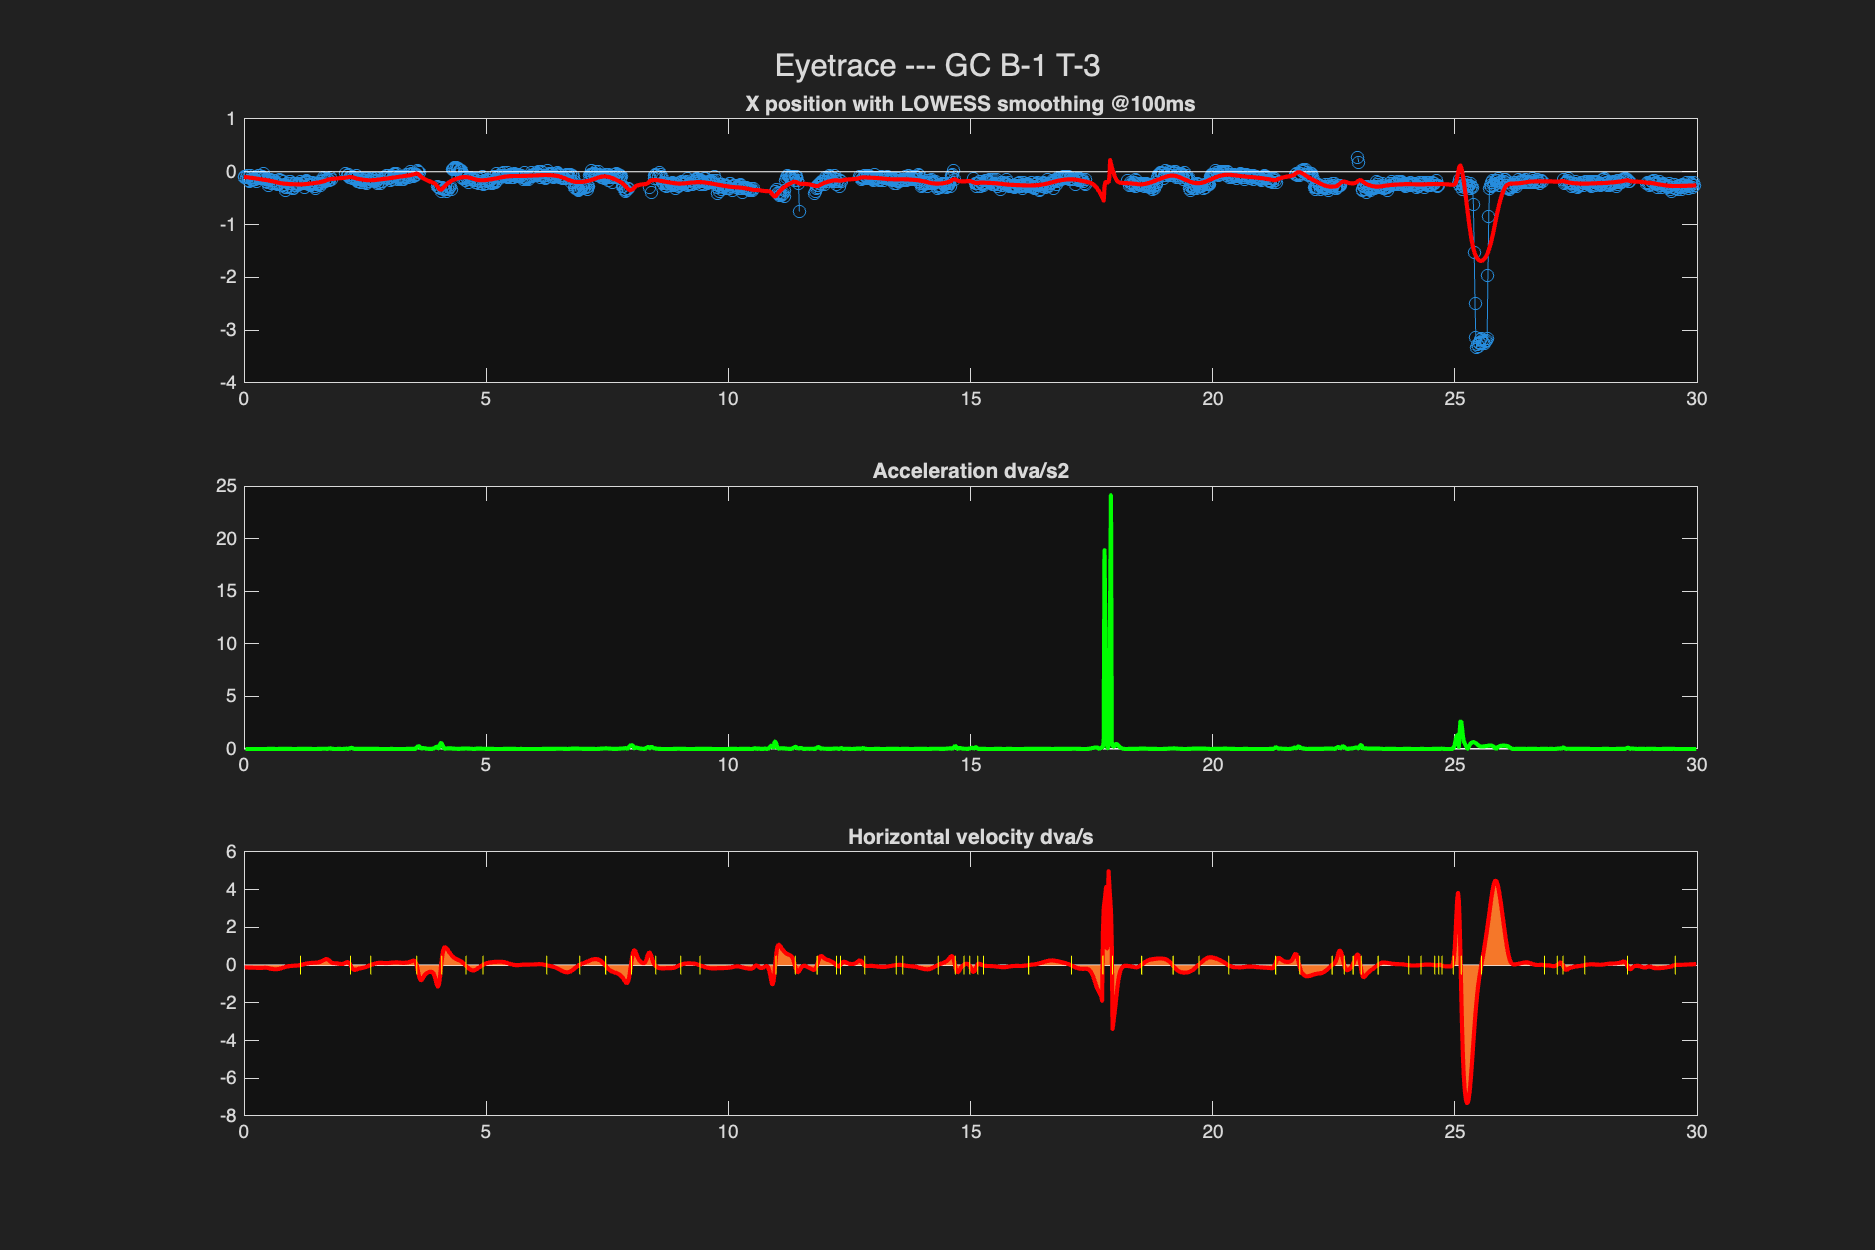 Eyetrace --- GC B-1 T-3
X position with LOWESS smoothing @100ms
1
0
-1
-2
-3
-4
0 5 10 15 20 25 30
Acceleration dva/s2
25
20
15
10
5
0
0 5 10 15 20 25 30
Horizontal velocity dva/s
6
4
2
0
-2
-4
-6
-8
0 5 10 15 20 25 30